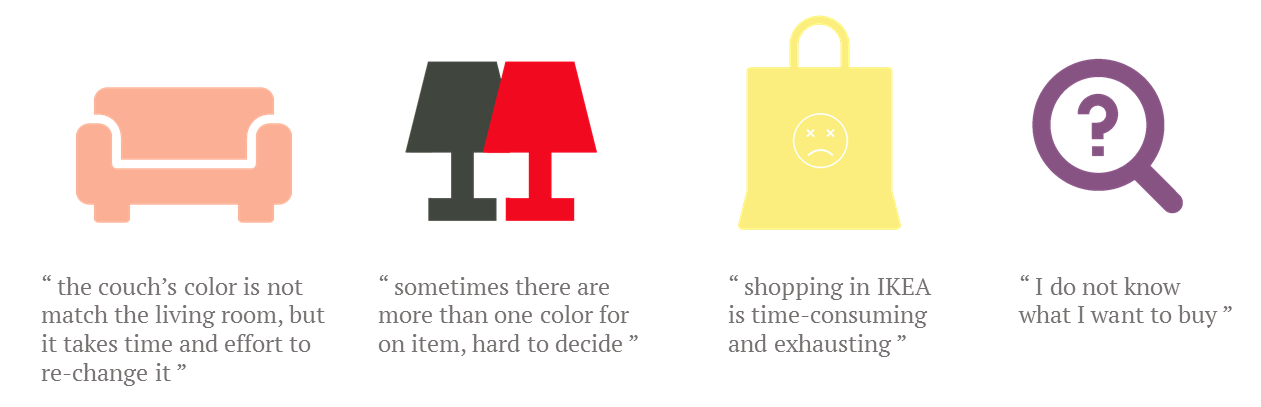 “ the couch’s color is not
match the living room, but
it takes time and effort to
re-change it ”
“ sometimes there are
more than one color for
on item, hard to decide ”
“ shopping in IKEA
is time-consuming
and exhausting ”
“ I do not know
what I want to buy ”
?